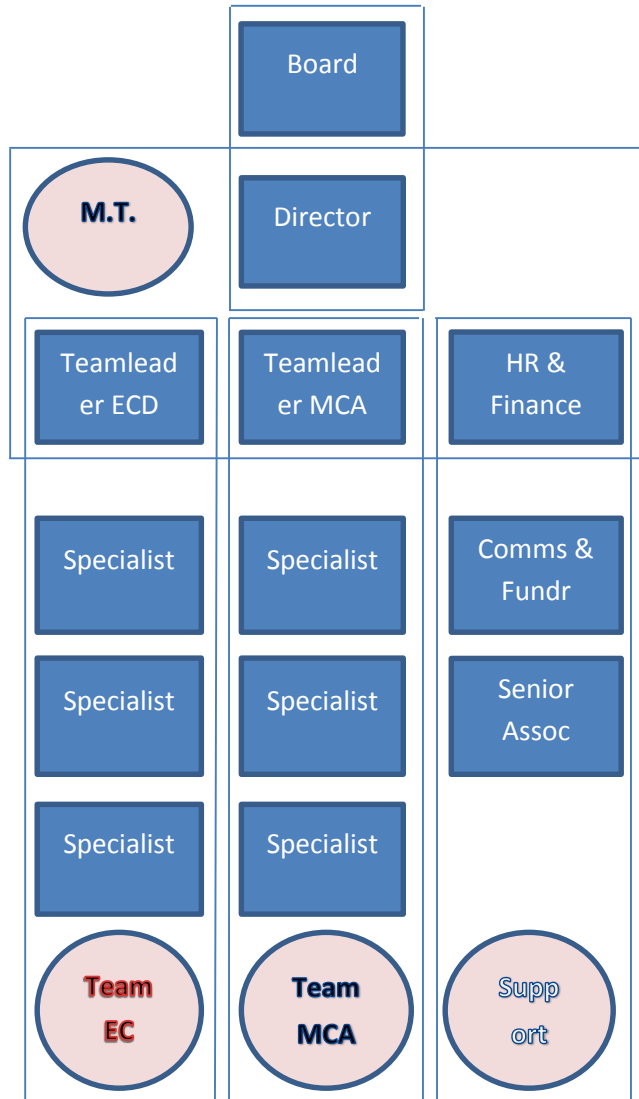 Board
M.T.
Director
Teamlead
er ECD
Teamlead
er MCA
HR &
Finance
Specialist
Specialist
Comms &
Fundr
Specialist
Specialist
Senior
Assoc
Specialist
Specialist
Team
EC
Team
MCA
Supp
ort